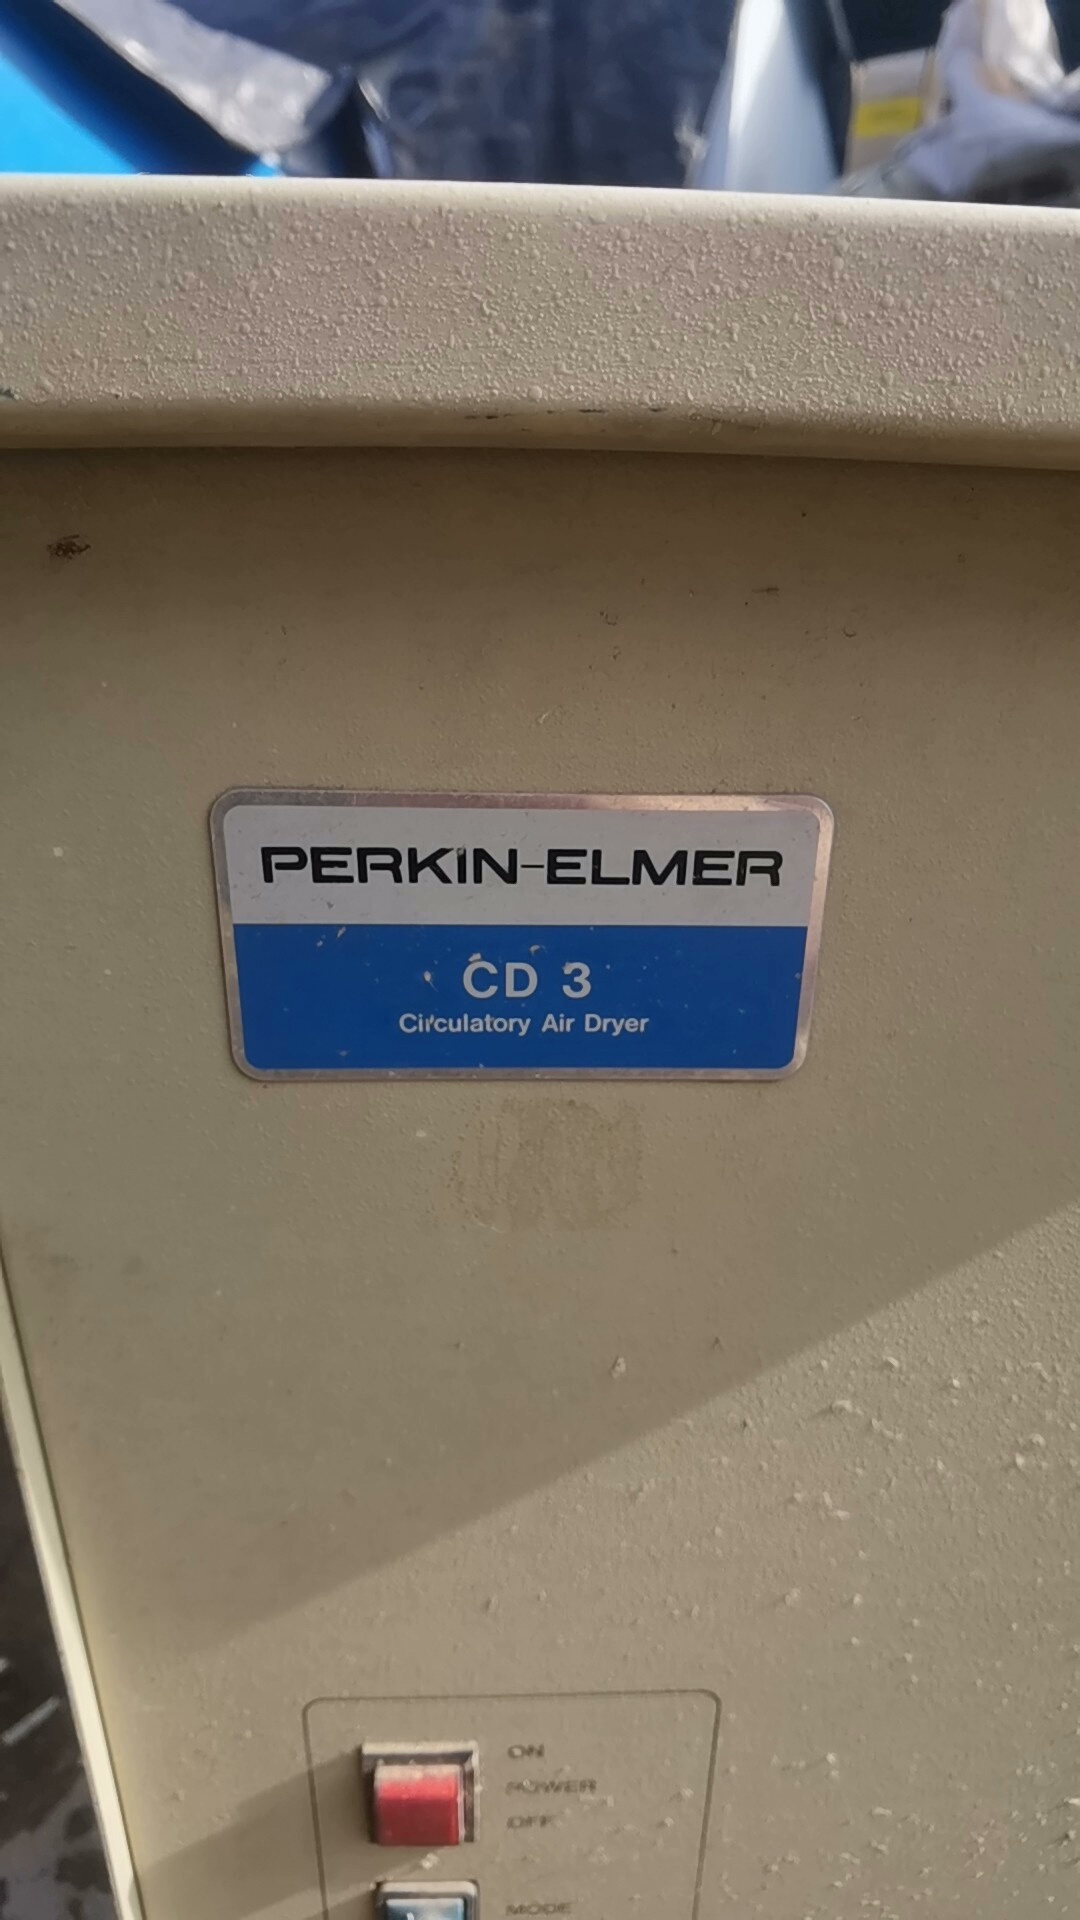 PERKIN-ELMER
CD 3
Circulatory Air Dryer
ON
POWER
OFF
MODE